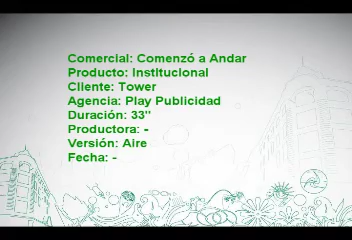 Comercial: Comenzó a Andar
Producto: Institucional
Cliente: Tower
Agencia: Play Publicidad
Duración: 33"
Productora: -
Versión: Aire
Fecha: -